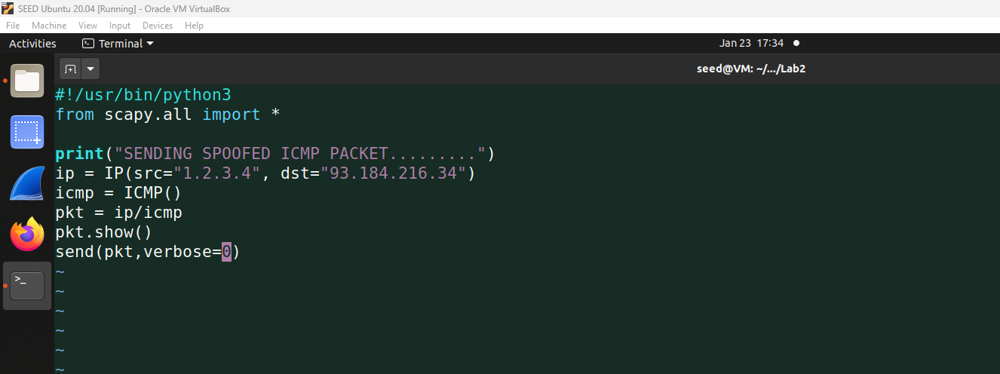 SEED Ubuntu 20.04 [Running] - Oracle VM VirtualBox
File Machine View Input Devices Help
Activities Terminal Jan 23 17:34
seed@VM: ~/.../Lab2
#!/usr/bin/python3
from scapy.all import *
print("SENDING SPOOFED ICMP PACKET.........")
ip = IP(src="1.2.3.4", dst="93.184.216.34")
icmp = ICMP()
pkt = ip/icmp
pkt.show()
send(pkt,verbose=0)
~
~
~
~
~
~
>_